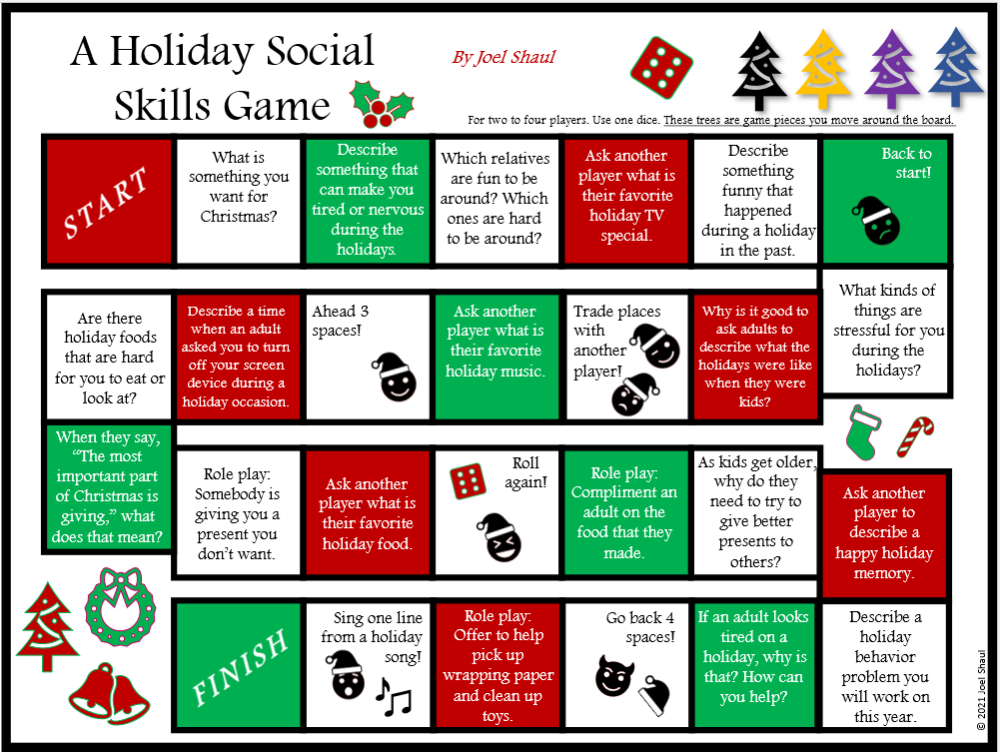 A Holiday Social
Skills Game
By Joel Shaul
For two to four players. Use one dice. These trees are game pieces you move around the board.
START
What is
something you
want for
Christmas?
Describe
something that
can make you
tired or nervous
during the
holidays.
Which relatives
are fun to be
around? Which
ones are hard
to be around?
Ask another
player what is
their favorite
holiday TV
special.
Describe
something
funny that
happened
during a holiday
in the past.
Back to
start!
What kinds of
things are
stressful for you
during the
holidays?
Why is it good to
ask adults to
describe what the
holidays were like
when they were
kids?
Trade places
with
another
player!
Ask another
player what is
their favorite
holiday music.
Ahead 3
spaces!
Describe a time
when an adult
asked you to turn
off your screen
device during a
holiday occasion.
Are there
holiday foods
that are hard
for you to eat or
look at?
When they say,
“The most
important part
of Christmas is
giving,” what
does that mean?
Role play:
Somebody is
giving you a
present you
don’t want.
Ask another
player what is
their favorite
holiday food.
Roll
again!
Role play:
Compliment an
adult on the
food that they
made.
As kids get older,
why do they
need to try to
give better
presents to
others?
Ask another
player to
describe a
happy holiday
memory.
Describe a
holiday
behavior
problem you
will work on
this year.
If an adult looks
tired on a
holiday, why is
that? How can
you help?
Go back 4
spaces!
Role play:
Offer to help
pick up
wrapping paper
and clean up
toys.
Sing one line
from a holiday
song!
FINISH
© 2021 Joel Shaul